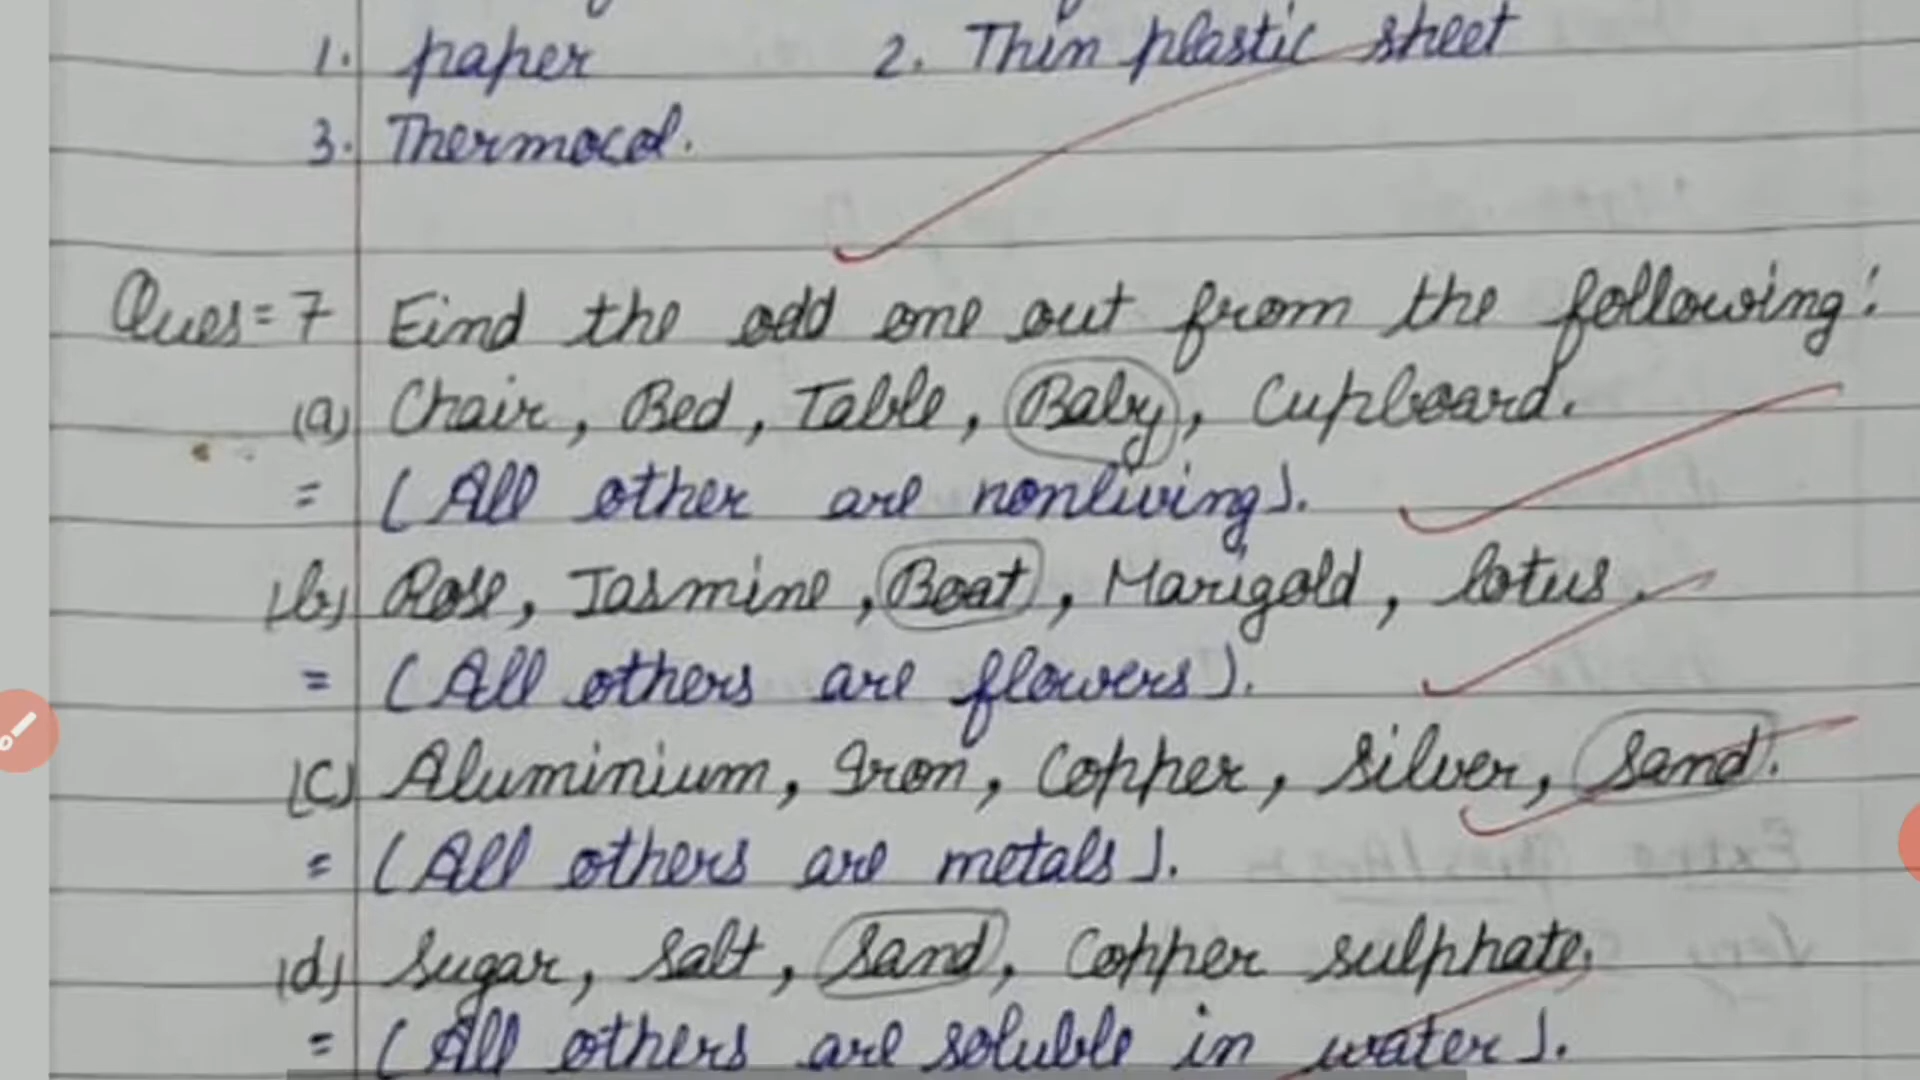 1. paper 2. Thin plastic sheet
3. Thermocol.
Ques=7 Find the odd one out from the following:
(a) Chair, Bed, Table, Baby, Cupboard.
= (All other are nonliving).
(b) Rose, Jasmine, Boat, Marigold, lotus.
= (All others are flowers).
(c) Aluminium, Iron, Copper, silver, Sand.
= (All others are metals).
(d) Sugar, Salt, Sand, Copper sulphate.
= (All others are soluble in water).